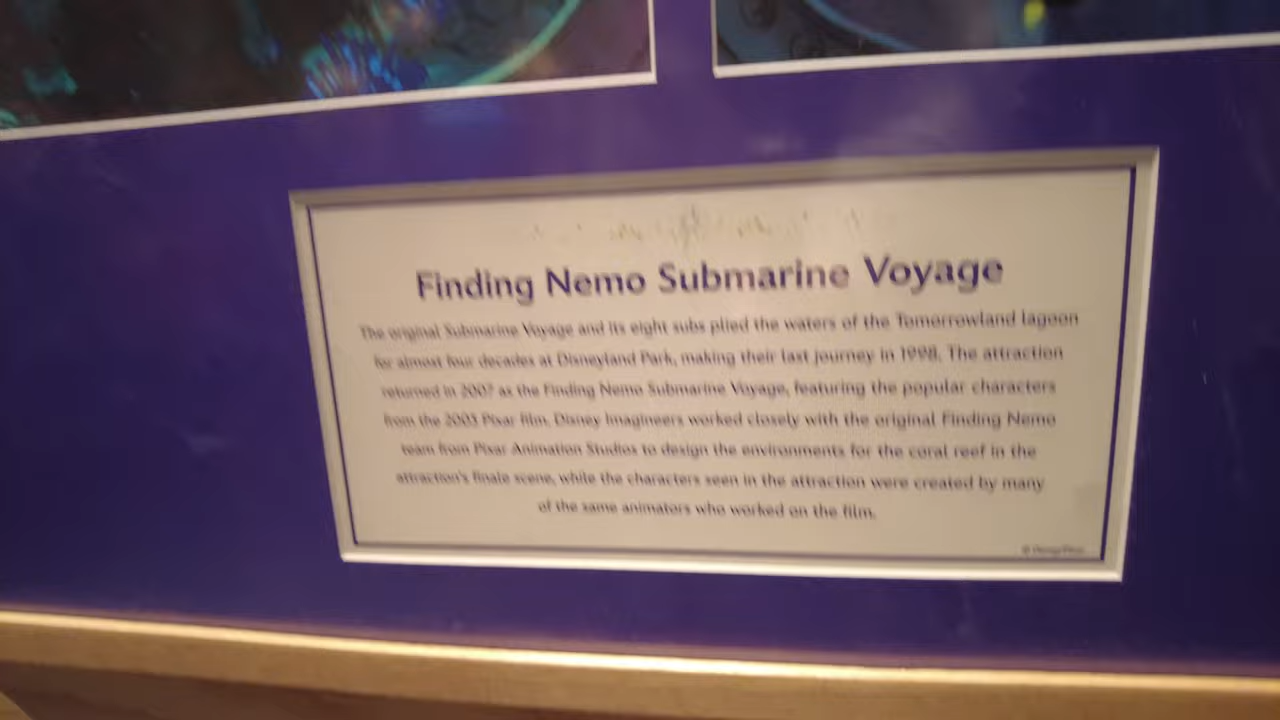 Finding Nemo Submarine Voyage
The original Submarine Voyage and its eight subs plied the waters of the Tomorrowland lagoon
for almost four decades at Disneyland Park, making their last journey in 1998. The attraction
returned in 2007 as the Finding Nemo Submarine Voyage, featuring the popular characters
from the 2003 Pixar film. Disney Imagineers worked closely with the original Finding Nemo
team from Pixar Animation Studios to design the environments for the coral reef in the
attraction's finale scene, while the characters seen in the attraction were created by many
of the same animators who worked on the film.
© Disney/Pixar